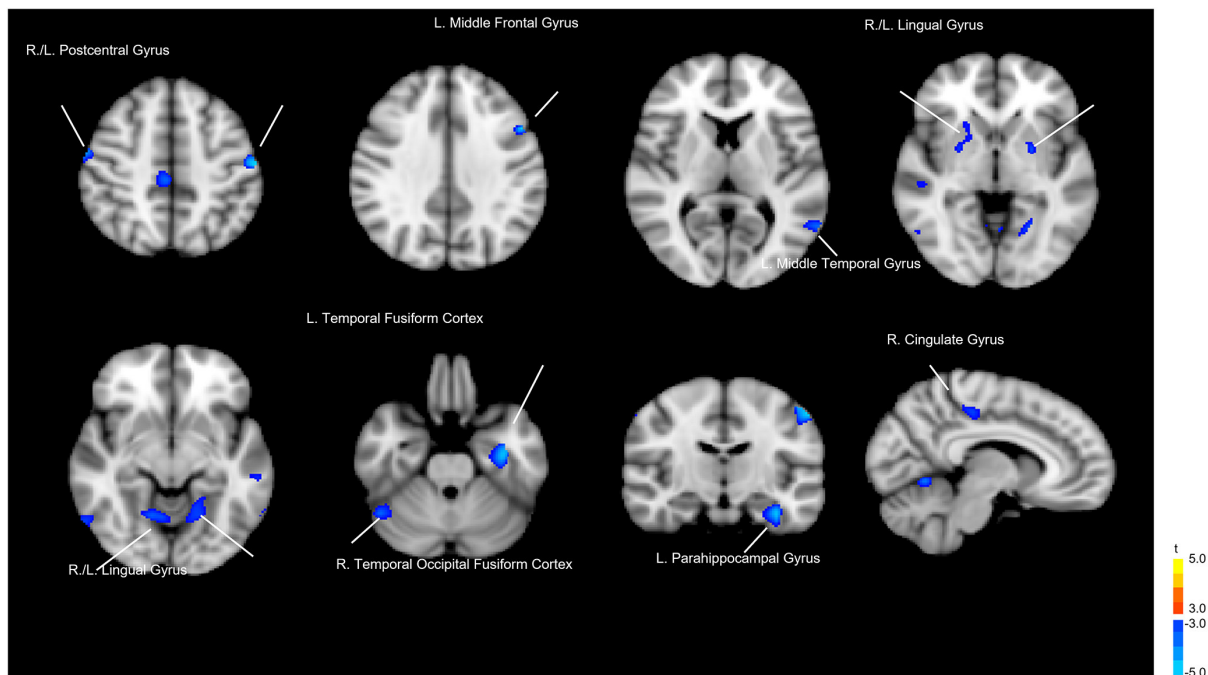 L. Middle Frontal Gyrus
R./L. Lingual Gyrus
R./L. Postcentral Gyrus
L. Middle Temporal Gyrus
L. Temporal Fusiform Cortex
R. Cingulate Gyrus
R./L. Lingual Gyrus
R. Temporal Occipital Fusiform Cortex
L. Parahippocampal Gyrus
t
5.0
3.0
-3.0
-5.0